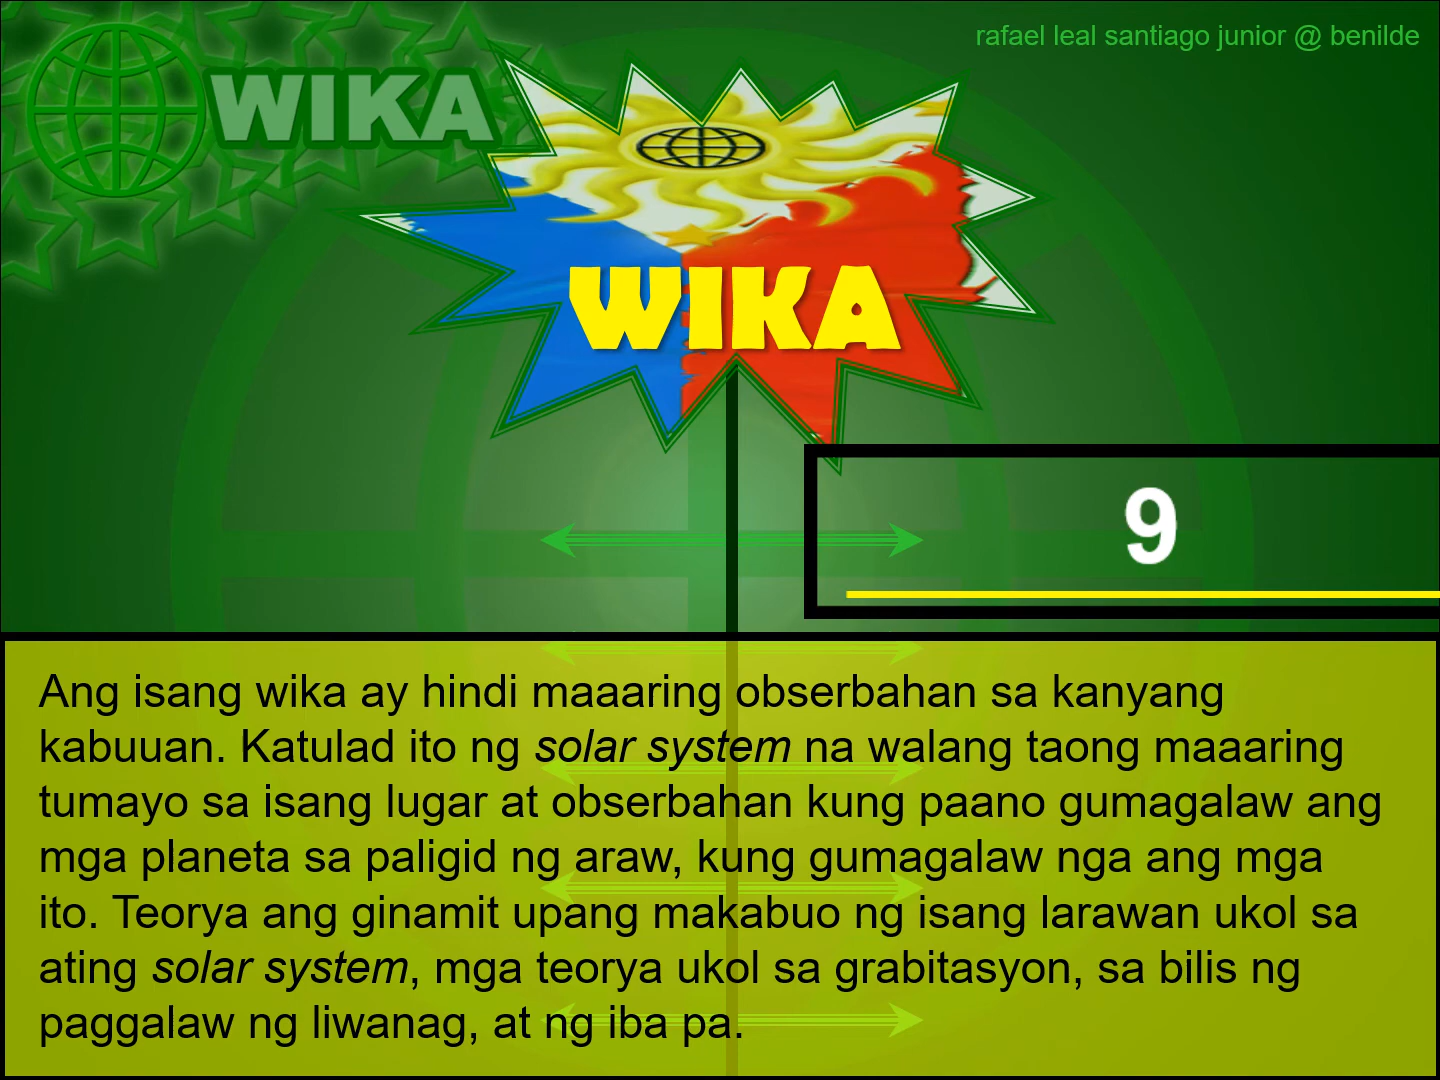 rafael leal santiago junior @ benilde
WIKA
WIKA
9
Ang isang wika ay hindi maaaring obserbahan sa kanyang
kabuuan. Katulad ito ng solar system na walang taong maaaring
tumayo sa isang lugar at obserbahan kung paano gumagalaw ang
mga planeta sa paligid ng araw, kung gumagalaw nga ang mga
ito. Teorya ang ginamit upang makabuo ng isang larawan ukol sa
ating solar system, mga teorya ukol sa grabitasyon, sa bilis ng
paggalaw ng liwanag, at ng iba pa.